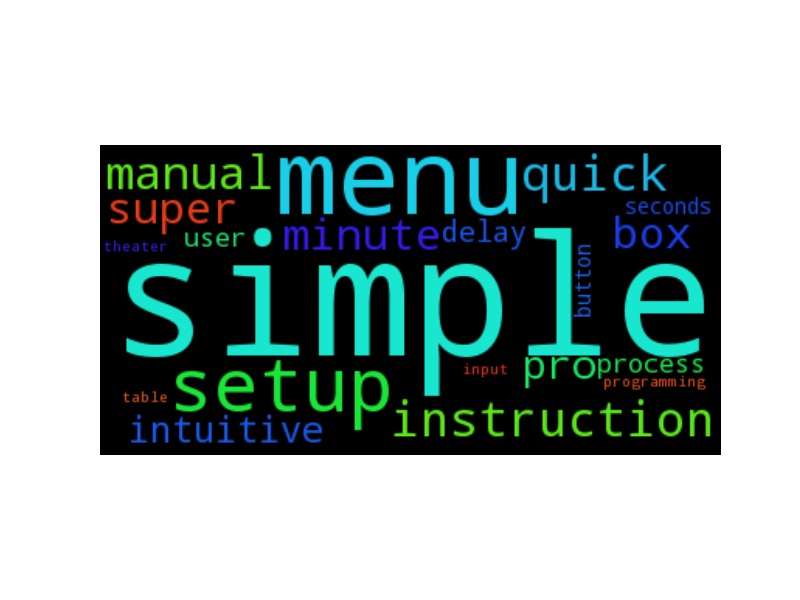 manual menu quick
super seconds
user minute delay box
theater
simple
button
setup input pro process
programming
table
intuitive instruction